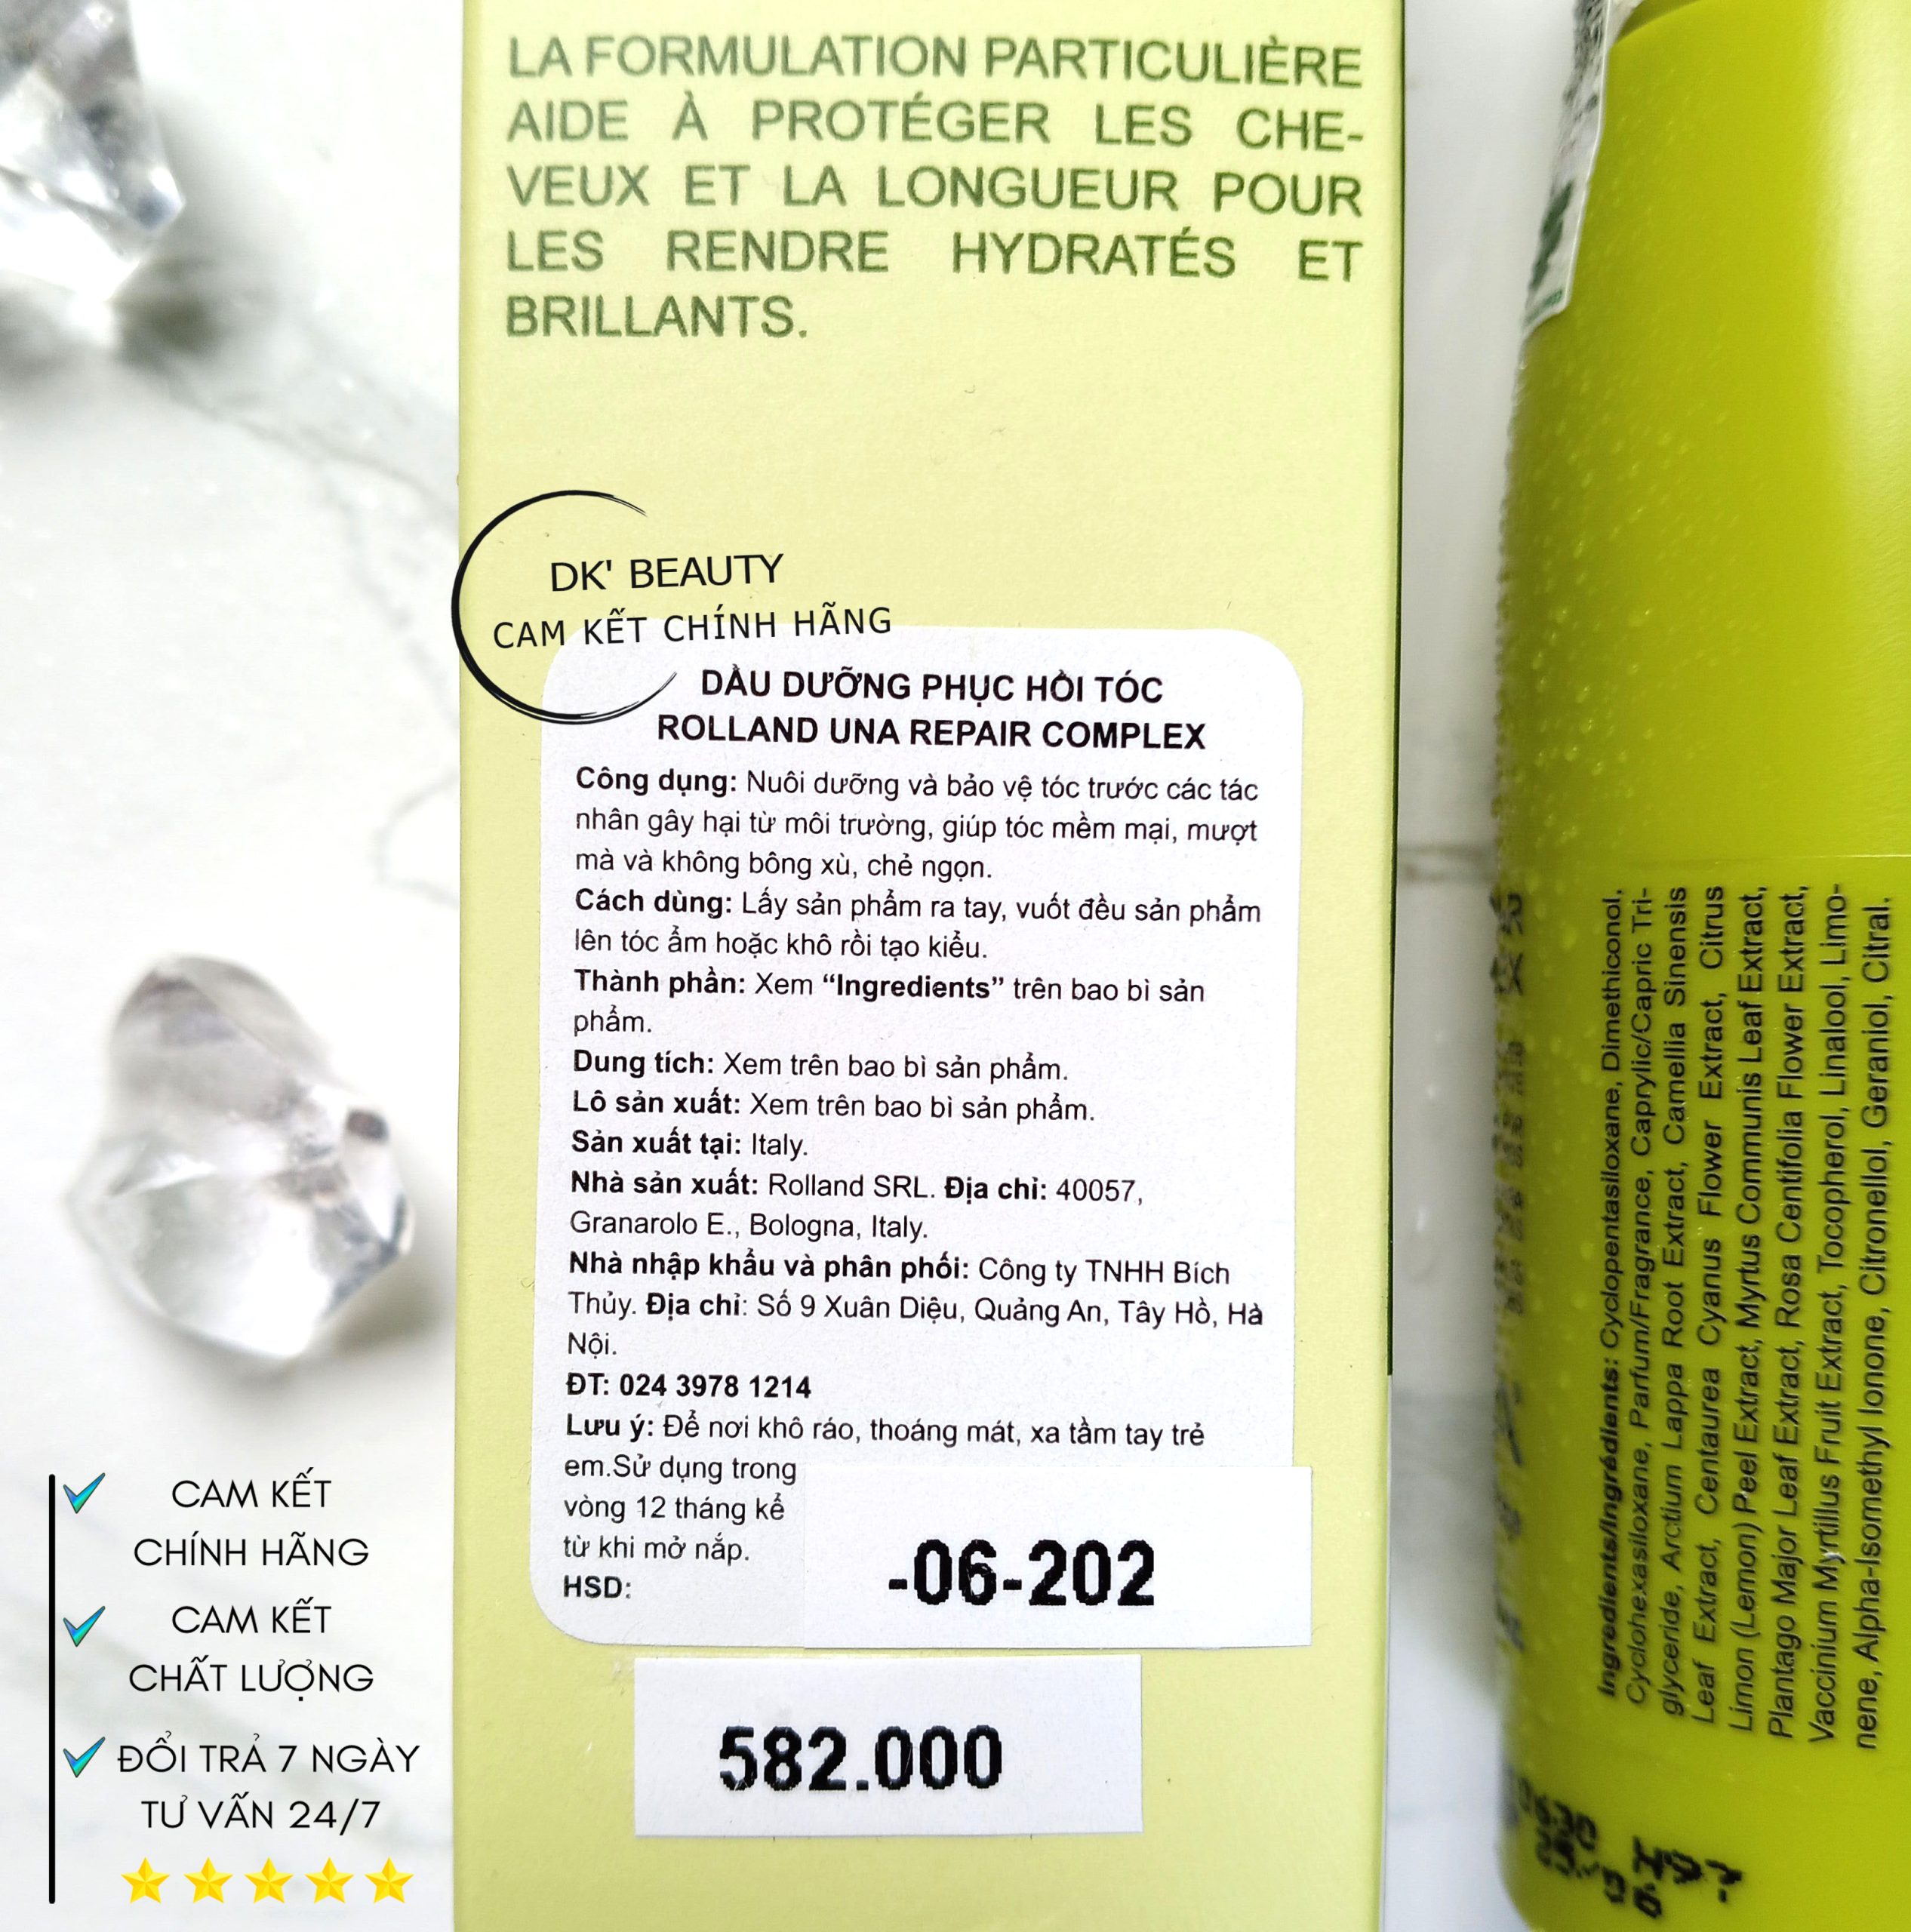 LA FORMULATION PARTICULIÈRE
AIDE À PROTÉGER LES CHE-
VEUX ET LA LONGUEUR POUR
LES RENDRE HYDRATÉS ET
BRILLANTS.
DK' BEAUTY
CAM KẾT CHÍNH HÃNG
DẦU DƯỠNG PHỤC HỒI TÓC
ROLLAND UNA REPAIR COMPLEX
Công dụng: Nuôi dưỡng và bảo vệ tóc trước các tác
nhân gây hại từ môi trường, giúp tóc mềm mại, mượt
mà và không bông xù, chẻ ngọn.
Cách dùng: Lấy sản phẩm ra tay, vuốt đều sản phẩm
lên tóc ẩm hoặc khô rồi tạo kiểu.
Thành phần: Xem “Ingredients” trên bao bì sản
phẩm.
Dung tích: Xem trên bao bì sản phẩm.
Lô sản xuất: Xem trên bao bì sản phẩm.
Sản xuất tại: Italy.
Nhà sản xuất: Rolland SRL. Địa chỉ: 40057,
Granarolo E., Bologna, Italy.
Nhà nhập khẩu và phân phối: Công ty TNHH Bích
Thủy. Địa chỉ: Số 9 Xuân Diệu, Quảng An, Tây Hồ, Hà
Nội.
ĐT: 024 3978 1214
Lưu ý: Để nơi khô ráo, thoáng mát, xa tầm tay trẻ
em.Sử dụng trong
vòng 12 tháng kể
từ khi mở nắp.
HSD:
-06-202
582.000
CAM KẾT
CHÍNH HÃNG
CAM KẾT
CHẤT LƯỢNG
ĐỔI TRẢ 7 NGÀY
TƯ VẤN 24/7
Ingredients/Ingrédients: Cyclopentasiloxane, Dimethiconol,
Cyclohexasiloxane, Parfum/Fragrance, Caprylic/Capric Tri-
glyceride, Arctium Lappa Root Extract, Camellia Sinensis
Leaf Extract, Centaurea Cyanus Flower Extract, Citrus
Limon (Lemon) Peel Extract, Myrtus Communis Leaf Extract,
Plantago Major Leaf Extract, Rosa Centifolia Flower Extract,
Vaccinium Myrtillus Fruit Extract, Tocopherol, Linalool, Limo-
nene, Alpha-Isomethyl Ionone, Citronellol, Geraniol, Citral.